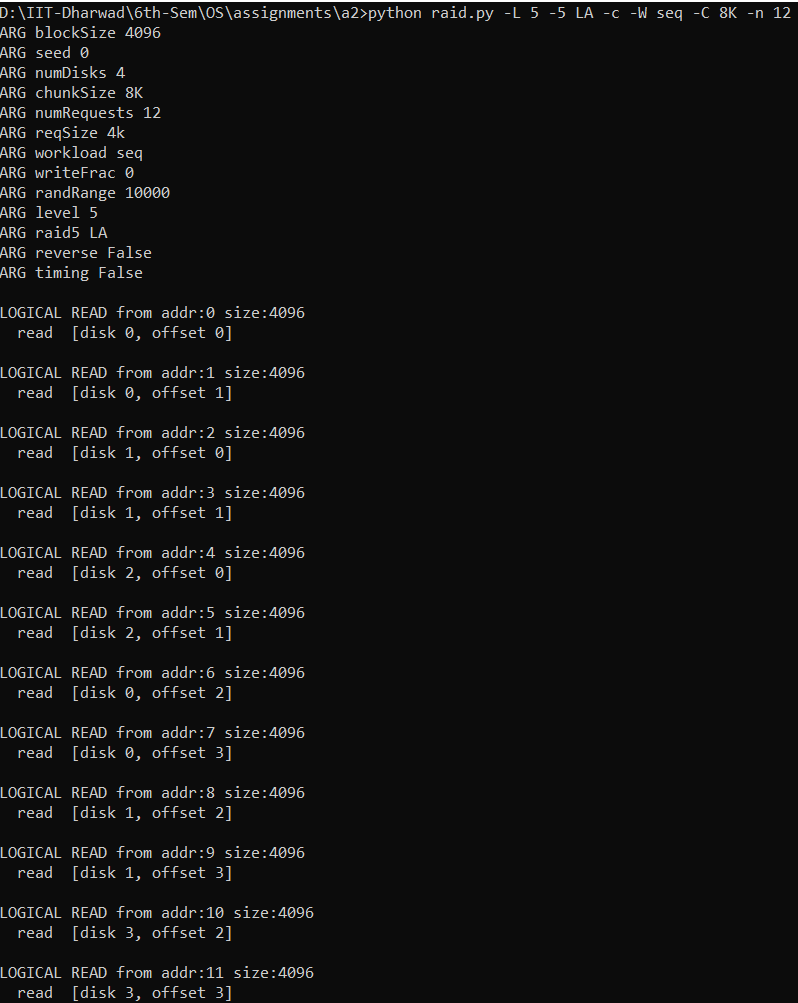 D:\IIT-Dharwad\6th-Sem\OS\assignments\a2>python raid.py -L 5 -5 LA -c -W seq -C 8K -n 12
ARG blockSize 4096
ARG seed 0
ARG numDisks 4
ARG chunkSize 8K
ARG numRequests 12
ARG reqSize 4k
ARG workload seq
ARG writeFrac 0
ARG randRange 10000
ARG level 5
ARG raid5 LA
ARG reverse False
ARG timing False

LOGICAL READ from addr:0 size:4096
  read  [disk 0, offset 0]

LOGICAL READ from addr:1 size:4096
  read  [disk 0, offset 1]

LOGICAL READ from addr:2 size:4096
  read  [disk 1, offset 0]

LOGICAL READ from addr:3 size:4096
  read  [disk 1, offset 1]

LOGICAL READ from addr:4 size:4096
  read  [disk 2, offset 0]

LOGICAL READ from addr:5 size:4096
  read  [disk 2, offset 1]

LOGICAL READ from addr:6 size:4096
  read  [disk 0, offset 2]

LOGICAL READ from addr:7 size:4096
  read  [disk 0, offset 3]

LOGICAL READ from addr:8 size:4096
  read  [disk 1, offset 2]

LOGICAL READ from addr:9 size:4096
  read  [disk 1, offset 3]

LOGICAL READ from addr:10 size:4096
  read  [disk 3, offset 2]

LOGICAL READ from addr:11 size:4096
  read  [disk 3, offset 3]